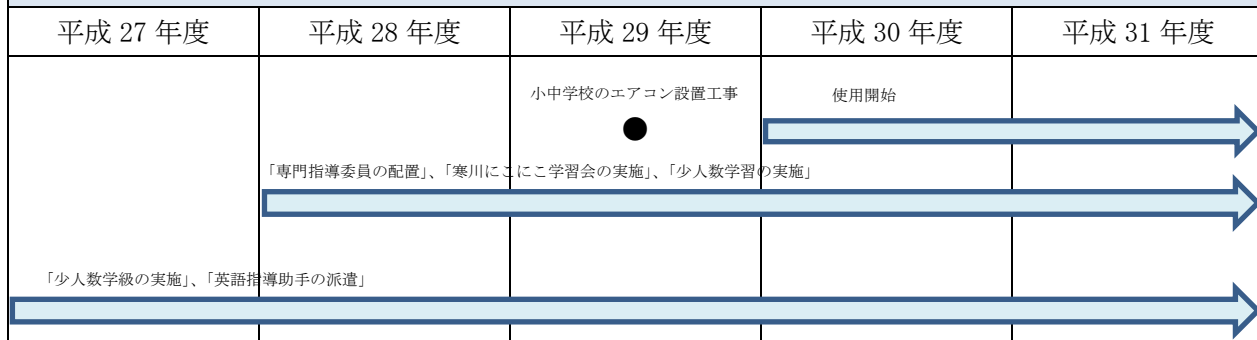 平成 27 年度
平成 28 年度
平成 29 年度
平成 30 年度
平成 31 年度
小中学校のエアコン設置工事
使用開始
「専門指導委員の配置」、「寒川にこにこ学習会の実施」、「少人数学習の実施」
「少人数学級の実施」、「英語指導助手の派遣」